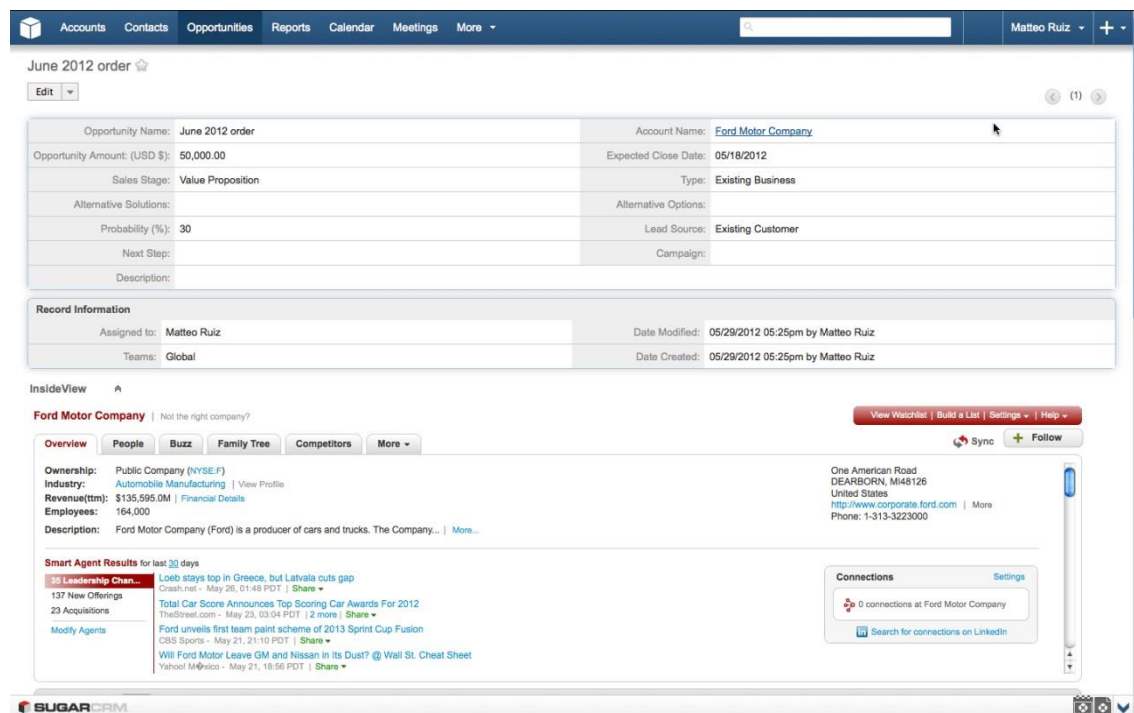 Accounts Contacts Opportunities Reports Calendar Meetings More Matteo Ruiz
June 2012 order
Edit
(1)
Opportunity Name: June 2012 order Account Name: Ford Motor Company
Opportunity Amount: (USD $): 50,000.00 Expected Close Date: 05/18/2012
Sales Stage: Value Proposition Type: Existing Business
Alternative Solutions: Alternative Options:
Probability (%): 30 Lead Source: Existing Customer
Next Step: Campaign:
Description:
Record Information
Assigned to: Matteo Ruiz Date Modified: 05/29/2012 05:25pm by Matteo Ruiz
Teams: Global Date Created: 05/29/2012 05:25pm by Matteo Ruiz
InsideView
Ford Motor Company | Not the right company? View Watchlist | Build a List | Settings | Help
Overview People Buzz Family Tree Competitors More Sync Follow
Ownership: Public Company (NYSE:F)
Industry: Automobile Manufacturing | View Profile
Revenue(ttm): $135,595.0M | Financial Details
Employees: 164,000
Description: Ford Motor Company (Ford) is a producer of cars and trucks. The Company... | More...
One American Road
DEARBORN, MI48126
United States
http://www.corporate.ford.com | More
Phone: 1-313-3223000
Smart Agent Results for last 30 days
35 Leadership Chan...
137 New Offerings
23 Acquisitions
Modify Agents
Loeb stays top in Greece, but Latvala cuts gap
Crash.net - May 26, 01:48 PDT | Share
Total Car Score Announces Top Scoring Car Awards For 2012
TheStreet.com - May 23, 03:04 PDT | 2 more | Share
Ford unveils first team paint scheme of 2013 Sprint Cup Fusion
CBS Sports - May 21, 21:10 PDT | Share
Will Ford Motor Leave GM and Nissan in Its Dust? @ Wall St. Cheat Sheet
Yahoo! M�xico - May 21, 18:56 PDT | Share
Connections Settings
0 connections at Ford Motor Company
Search for connections on LinkedIn
SUGARCRM